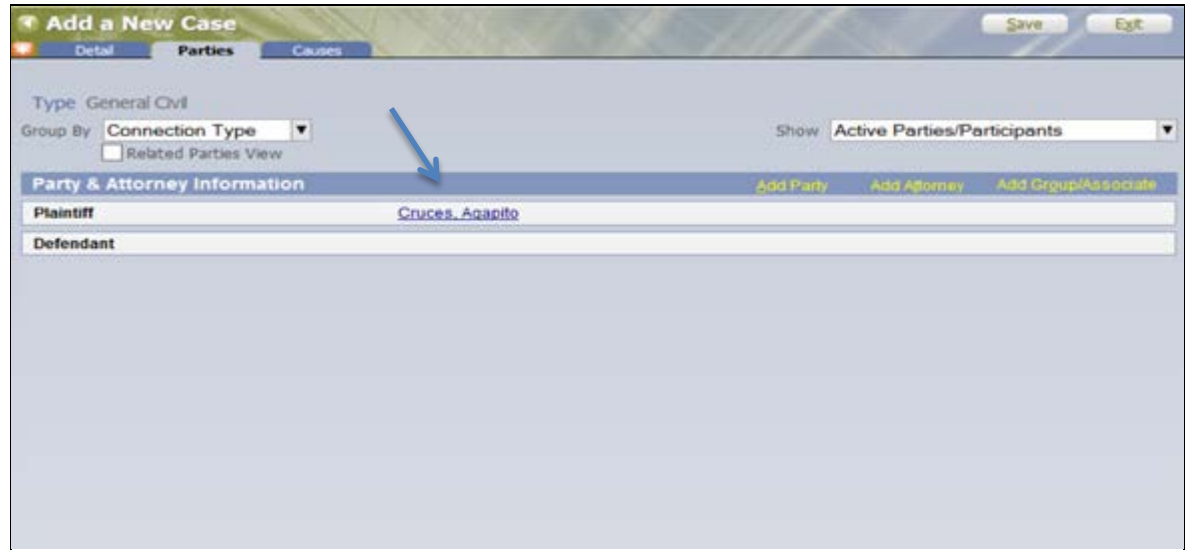 Add a New Case Save Exit
Detail Parties Causes
Type General Civil
Group By Connection Type Show Active Parties/Participants
Related Parties View
Party & Attorney Information Add Party Add Attorney Add Group/Associate
Plaintiff Cruces, Agapito
Defendant